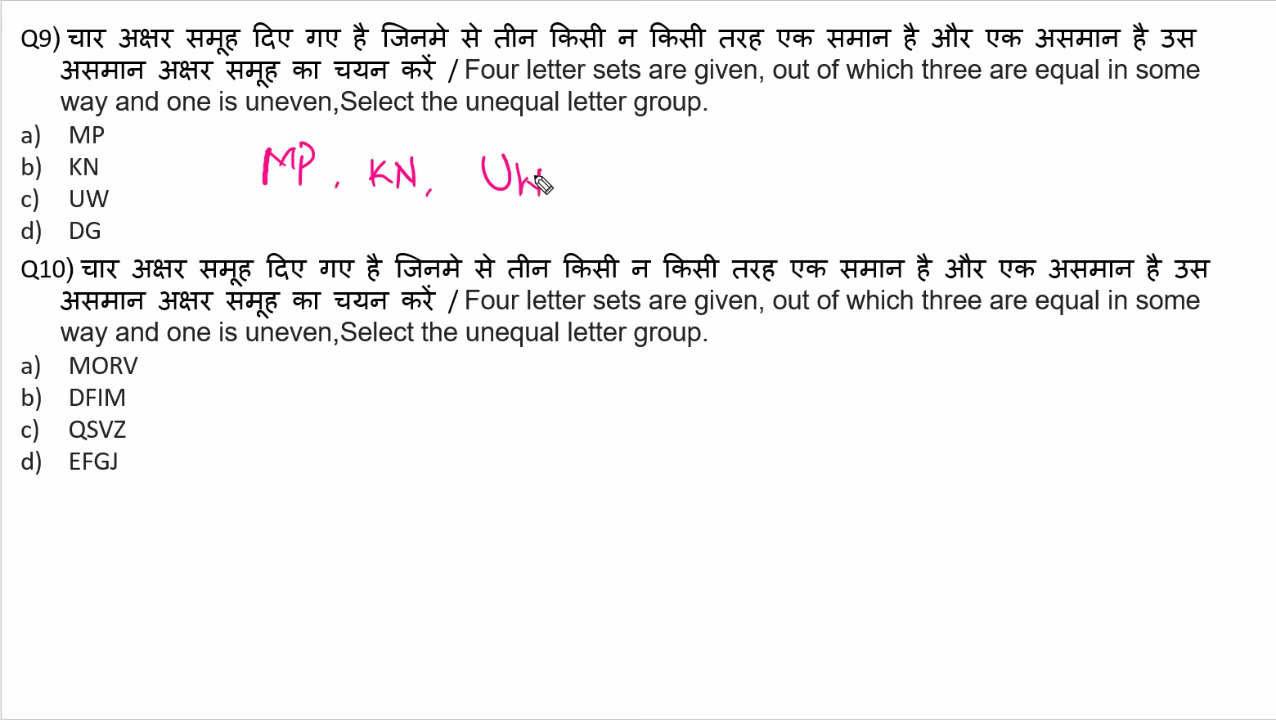 Q9) चार अक्षर समूह दिए गए है जिनमे से तीन किसी न किसी तरह एक समान है और एक असमान है उस
असमान अक्षर समूह का चयन करें / Four letter sets are given, out of which three are equal in some
way and one is uneven,Select the unequal letter group.
a) MP
b) KN
c) UW
d) DG
MP, KN, UW
Q10) चार अक्षर समूह दिए गए है जिनमे से तीन किसी न किसी तरह एक समान है और एक असमान है उस
असमान अक्षर समूह का चयन करें / Four letter sets are given, out of which three are equal in some
way and one is uneven,Select the unequal letter group.
a) MORV
b) DFIM
c) QSVZ
d) EFGJ